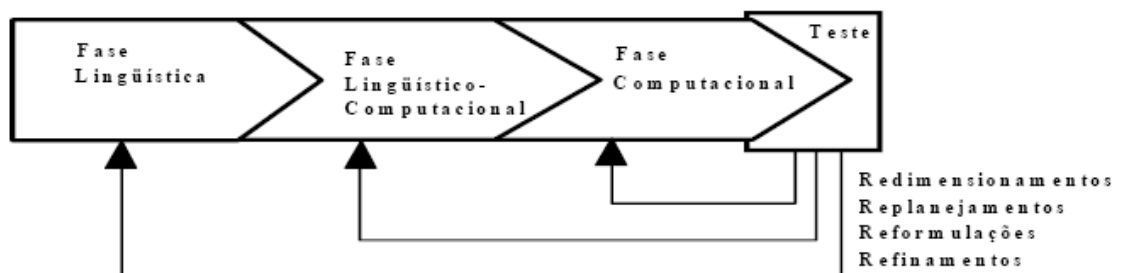 Fase
Lingüística
Fase
Lingüístico-
Computacional
Fase
Computacional
Teste
Redimensionamentos
Replanejamentos
Reformulações
Refinamentos